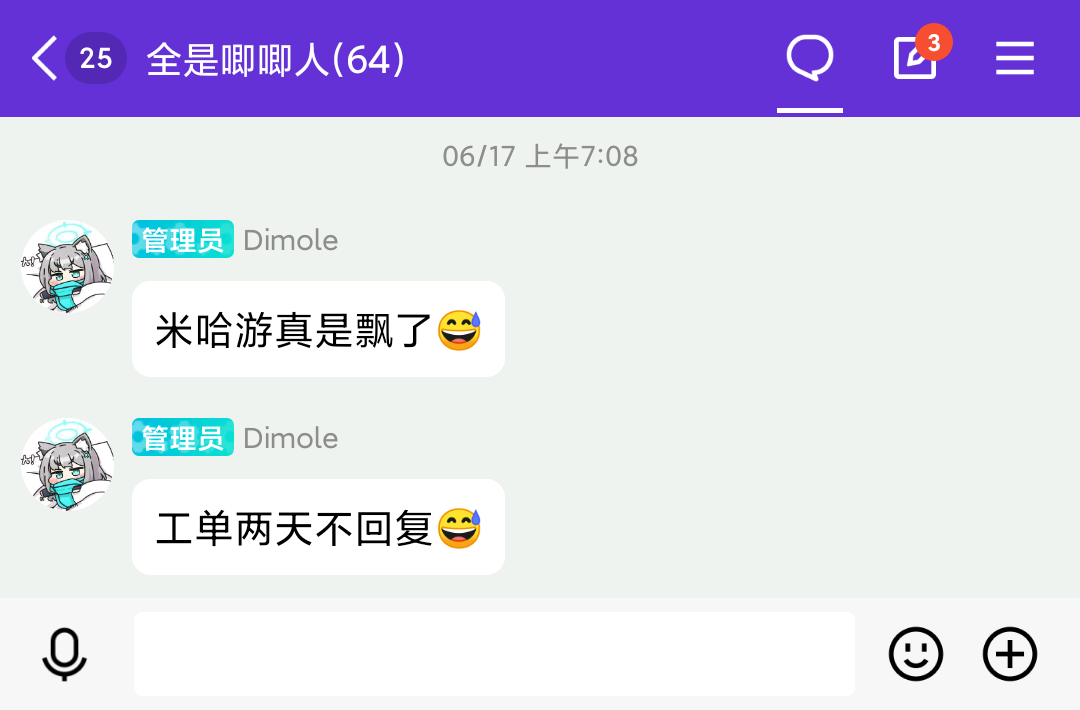 25 全是唧唧人(64) 3
06/17 上午7:08
管理员 Dimole
米哈游真是飘了😅
管理员 Dimole
工单两天不回复😅